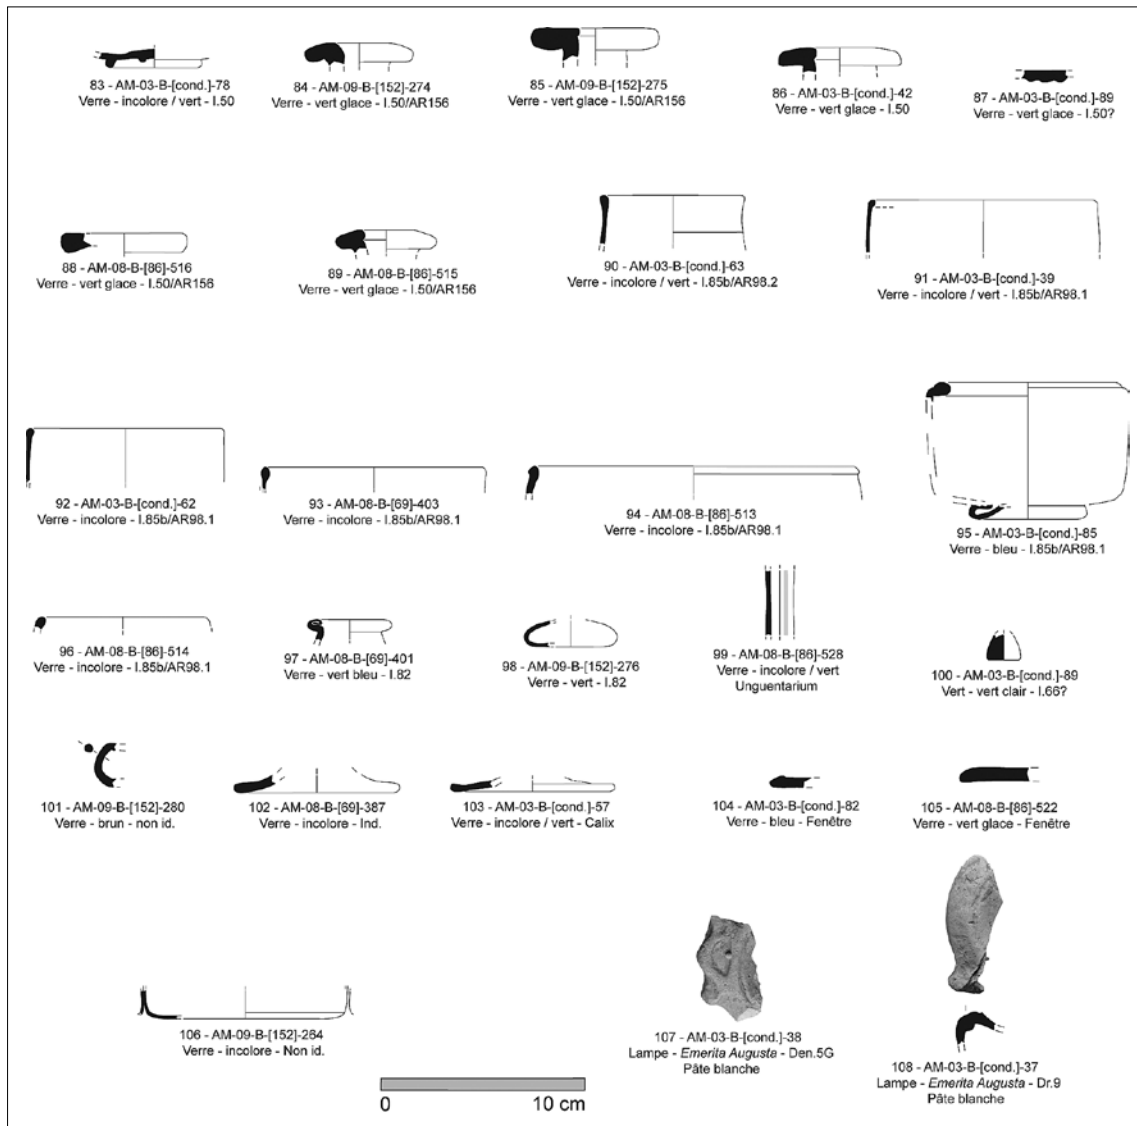 83 - AM-03-B-[cond.]-78
Verre - incolore / vert - I.50
84 - AM-09-B-[152]-274
Verre - vert glace - I.50/AR156
85 - AM-09-B-[152]-275
Verre - vert glace - I.50/AR156
86 - AM-03-B-[cond.]-42
Verre - vert glace - I.50
87 - AM-03-B-[cond.]-89
Verre - vert glace - I.50?
88 - AM-08-B-[86]-516
Verre - vert glace - I.50/AR156
89 - AM-08-B-[86]-515
Verre - vert glace - I.50/AR156
90 - AM-03-B-[cond.]-63
Verre - incolore / vert - I.85b/AR98.2
91 - AM-03-B-[cond.]-39
Verre - incolore / vert - I.85b/AR98.1
92 - AM-03-B-[cond.]-62
Verre - incolore - I.85b/AR98.1
93 - AM-08-B-[69]-403
Verre - incolore - I.85b/AR98.1
94 - AM-08-B-[86]-513
Verre - incolore - I.85b/AR98.1
95 - AM-03-B-[cond.]-85
Verre - bleu - I.85b/AR98.1
96 - AM-08-B-[86]-514
Verre - incolore - I.85b/AR98.1
97 - AM-08-B-[69]-401
Verre - vert bleu - I.82
98 - AM-09-B-[152]-276
Verre - vert - I.82
99 - AM-08-B-[86]-528
Verre - incolore / vert
Unguentarium
100 - AM-03-B-[cond.]-89
Vert - vert clair - I.66?
101 - AM-09-B-[152]-280
Verre - brun - non id.
102 - AM-08-B-[69]-387
Verre - incolore - Ind.
103 - AM-03-B-[cond.]-57
Verre - incolore / vert - Calix
104 - AM-03-B-[cond.]-82
Verre - bleu - Fenêtre
105 - AM-08-B-[86]-522
Verre - vert glace - Fenêtre
106 - AM-09-B-[152]-264
Verre - incolore - Non id.
107 - AM-03-B-[cond.]-38
Lampe - Emerita Augusta - Den.5G
Pâte blanche
108 - AM-03-B-[cond.]-37
Lampe - Emerita Augusta - Dr.9
Pâte blanche
0 10 cm